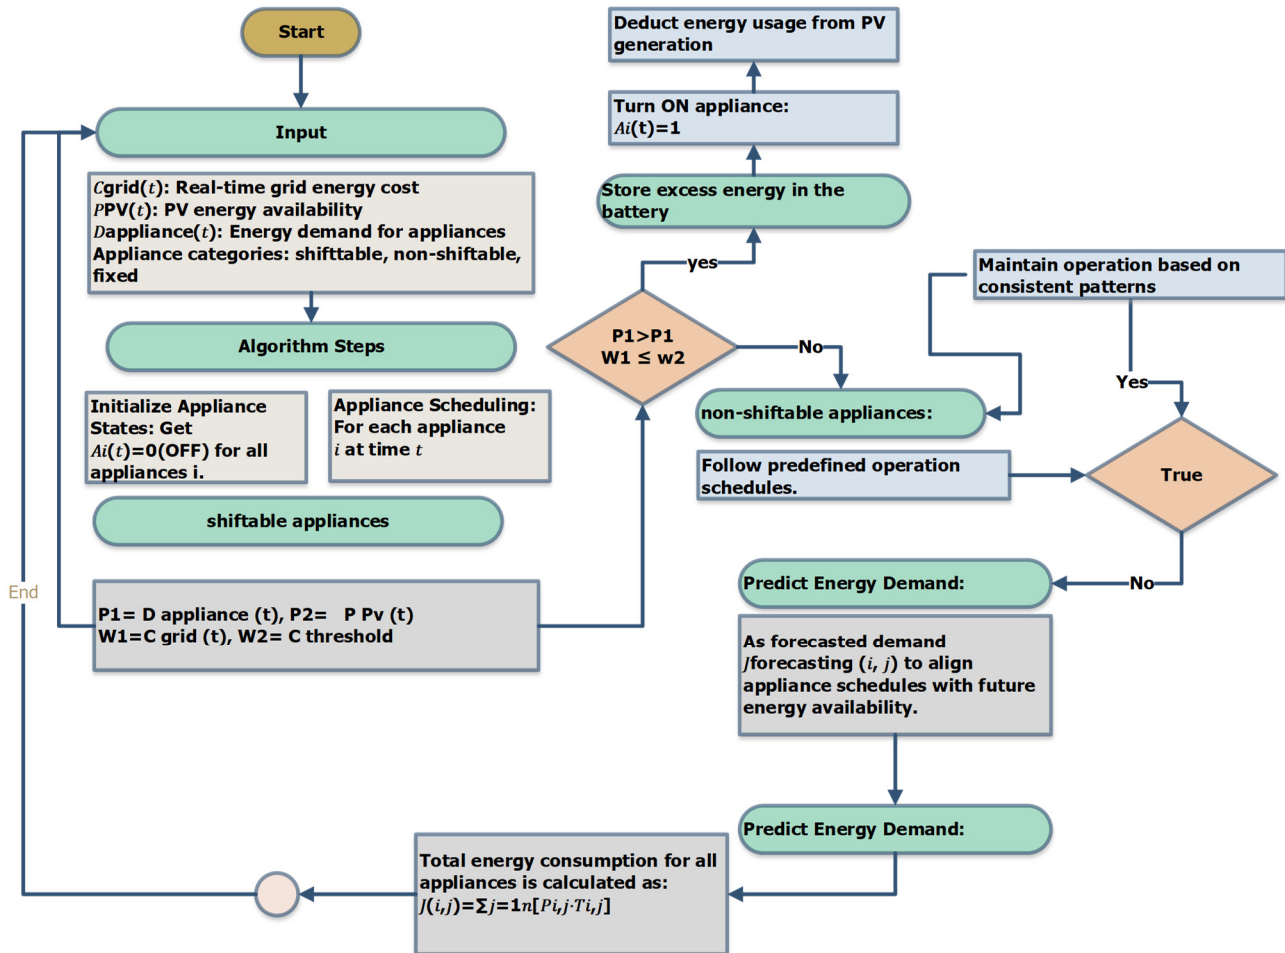 Start
Input
Cgrid(t): Real-time grid energy cost
PPV(t): PV energy availability
Dappliance(t): Energy demand for appliances
Appliance categories: shifttable, non-shiftable,
fixed
Algorithm Steps
Initialize Appliance
States: Get
Ai(t)=0(OFF) for all
appliances i.
Appliance Scheduling:
For each appliance
i at time t
shiftable appliances
P1= D appliance (t), P2= P Pv (t)
W1=C grid (t), W2= C threshold
End
Deduct energy usage from PV
generation
Turn ON appliance:
Ai(t)=1
Store excess energy in the
battery
yes
P1>P1
W1 ≤ w2
No
Maintain operation based on
consistent patterns
Yes
non-shiftable appliances:
Follow predefined operation
schedules.
True
No
Predict Energy Demand:
As forecasted demand
Jforecasting (i, j) to align
appliance schedules with future
energy availability.
Predict Energy Demand:
Total energy consumption for all
appliances is calculated as:
J(i,j)=Σj=1n[Pi,j·Ti,j]